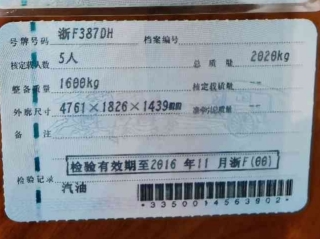 号牌号码 浙F387DH 档案编号
核定载人数 5人 总质量 2020kg
整备质量 1600kg 核定载质量 --
外廓尺寸 4761×1826×1439㎜ 准牵引总质量 --
备注
检验有效期至2016 年11 月浙F(00)
检验记录
汽油
*3350014563802*